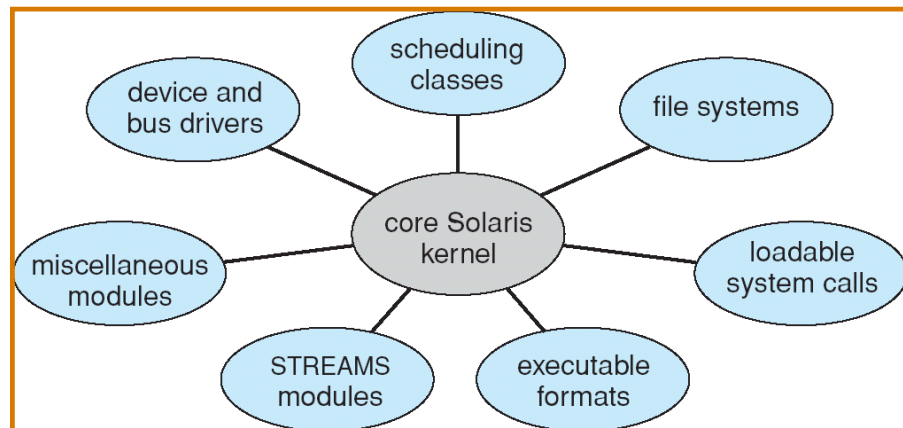 scheduling
classes
device and
bus drivers
file systems
core Solaris
kernel
miscellaneous
modules
loadable
system calls
STREAMS
modules
executable
formats